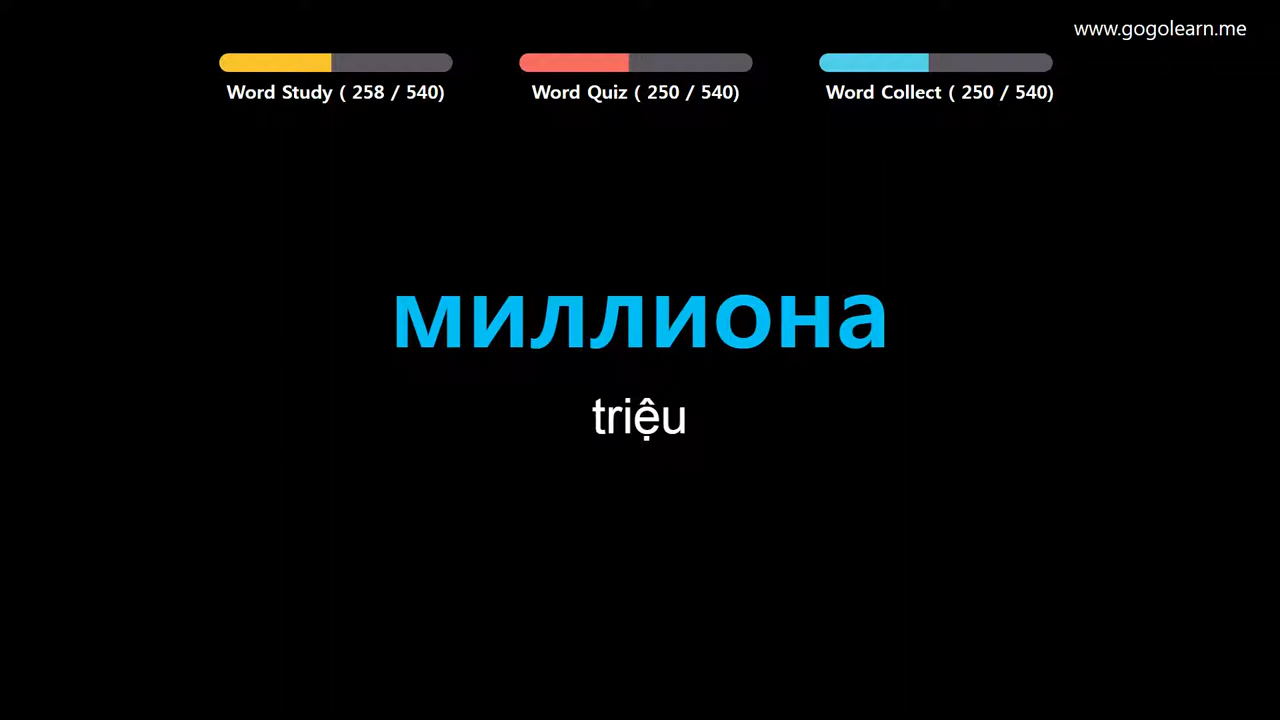 www.gogolearn.me
Word Study ( 258 / 540)
Word Quiz ( 250 / 540)
Word Collect ( 250 / 540)
миллиона
triệu